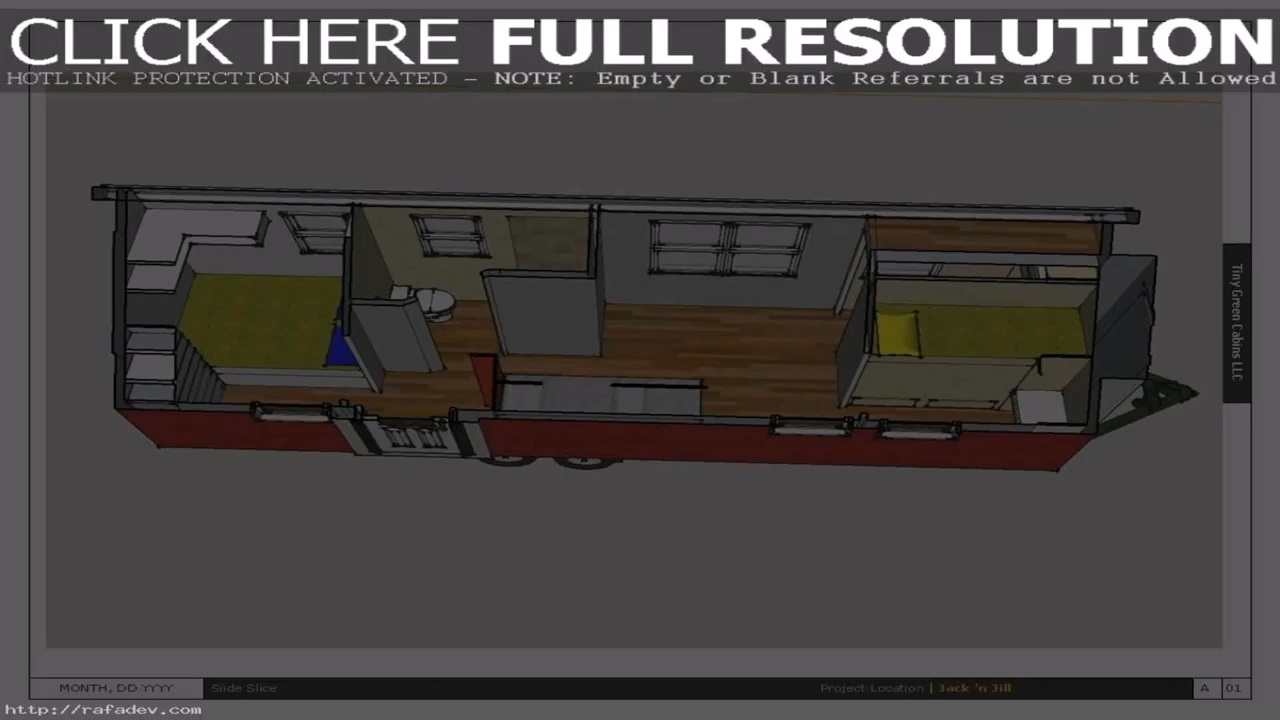 CLICK HERE FULL RESOLUTION
HOTLINK PROTECTION ACTIVATED – NOTE: Empty or Blank Referrals are not Allowed
Tiny Green Cabins LLC
MONTH, DD YYYY
Side Slice
Project Location | Jack 'n Jill
A
01
http://rafadev.com